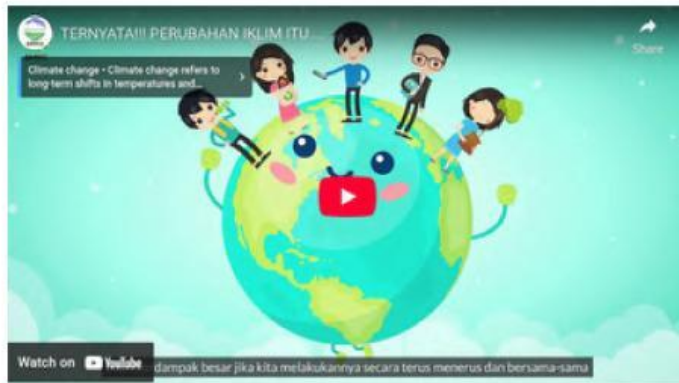 TERNYATA!!! PERUBAHAN IKLIM ITU...
Share
Climate change • Climate change refers to
long-term shifts in temperatures and...
Watch on YouTube
dampak besar jika kita melakukannya secara terus menerus dan bersama-sama